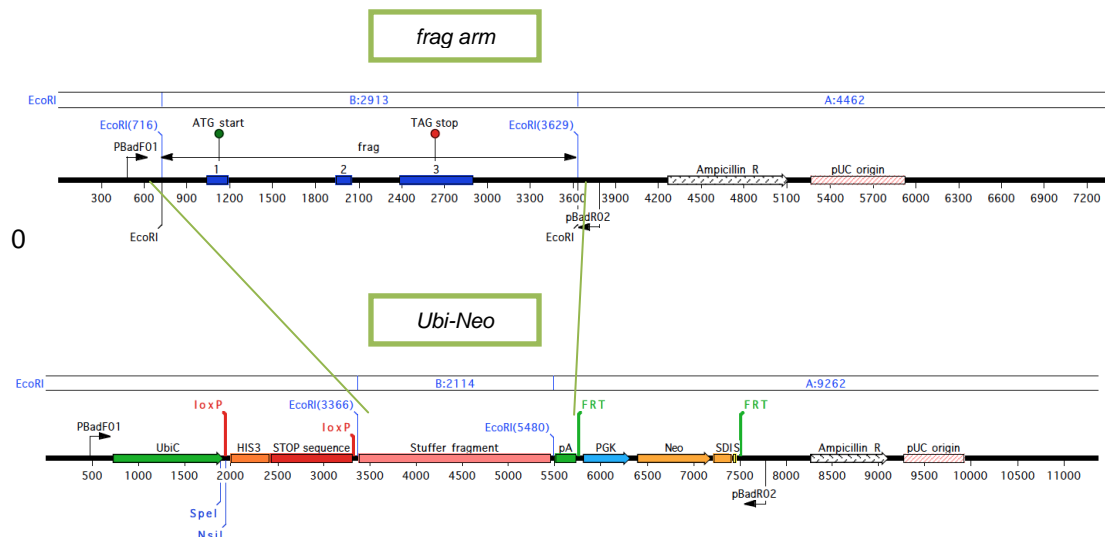 frag arm
EcoRI B:2913 A:4462
EcoRI(716) ATG start TAG stop EcoRI(3629)
PBadF01 frag
1 2 3 Ampicillin R pUC origin
300 600 900 1200 1500 1800 2100 2400 2700 3000 3300 3600 3900 4200 4500 4800 5100 5400 5700 6000 6300 6600 6900 7200
pBadR02
EcoRI EcoRI
0
Ubi-Neo
EcoRI B:2114 A:9262
loxP EcoRI(3366) FRT FRT
PBadF01 loxP EcoRI(5480)
UbiC HIS3 STOP sequence Stuffer fragment pA PGK Neo SDIS Ampicillin R pUC origin
500 1000 1500 2000 2500 3000 3500 4000 4500 5000 5500 6000 6500 7000 7500 8000 8500 9000 9500 10000 10500 11000
pBadR02
SpeI
NsiI